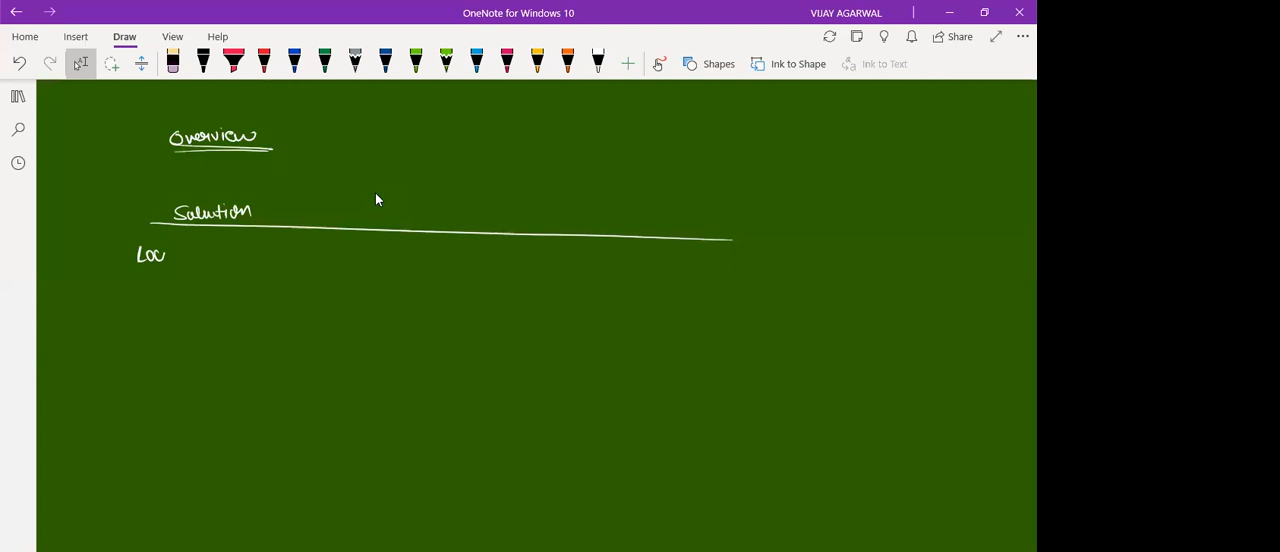 OneNote for Windows 10
VIJAY AGARWAL
Home Insert Draw View Help
Share
Shapes Ink to Shape Ink to Text
Overview
Solution
Loc